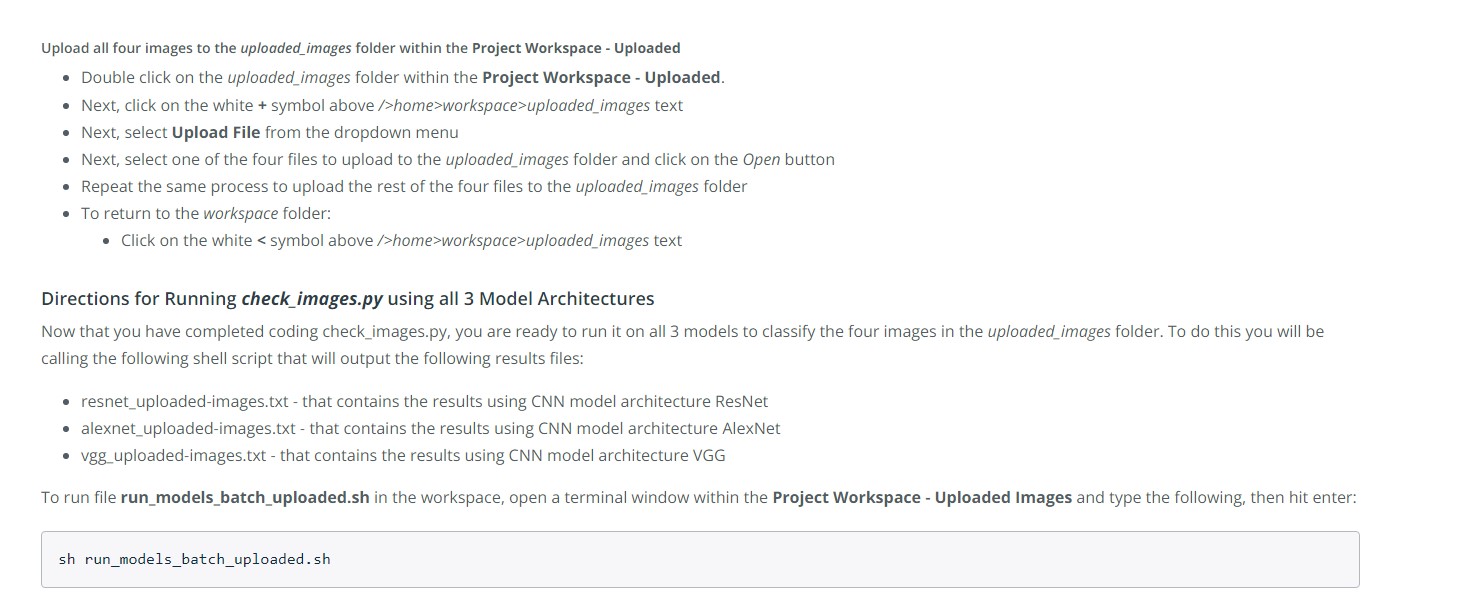 Upload all four images to the uploaded_images folder within the Project Workspace - Uploaded
Double click on the uploaded_images folder within the Project Workspace - Uploaded.
Next, click on the white + symbol above />home>workspace>uploaded_images text
Next, select Upload File from the dropdown menu
Next, select one of the four files to upload to the uploaded_images folder and click on the Open button
Repeat the same process to upload the rest of the four files to the uploaded_images folder
To return to the workspace folder:
Click on the white < symbol above />home>workspace>uploaded_images text
Directions for Running check_images.py using all 3 Model Architectures
Now that you have completed coding check_images.py, you are ready to run it on all 3 models to classify the four images in the uploaded_images folder. To do this you will be
calling the following shell script that will output the following results files:
resnet_uploaded-images.txt - that contains the results using CNN model architecture ResNet
alexnet_uploaded-images.txt - that contains the results using CNN model architecture AlexNet
vgg_uploaded-images.txt - that contains the results using CNN model architecture VGG
To run file run_models_batch_uploaded.sh in the workspace, open a terminal window within the Project Workspace - Uploaded Images and type the following, then hit enter:
sh run_models_batch_uploaded.sh